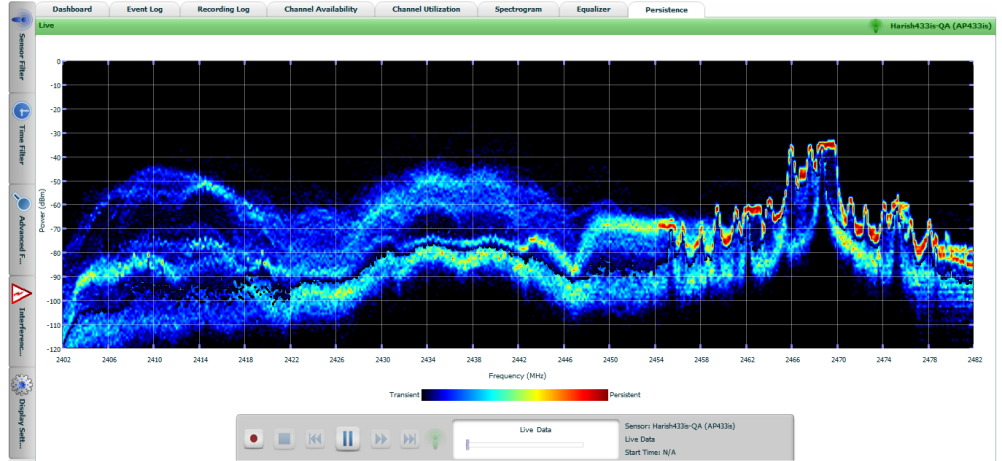 Dashboard Event Log Recording Log Channel Availability Channel Utilization Spectrogram Equalizer Persistence
Live Harish433is-QA (AP433is)
Sensor Filter
Time Filter
Advanced F...
Interferenc...
Display Sett...
Power (dBm)
0
-10
-20
-30
-40
-50
-60
-70
-80
-90
-100
-110
-120
2402 2406 2410 2414 2418 2422 2426 2430 2434 2438 2442 2446 2450 2454 2458 2462 2466 2470 2474 2478 2482
Frequency (MHz)
Transient Persistent
Live Data
Sensor: Harish433is-QA (AP433is)
Live Data
Start Time: N/A